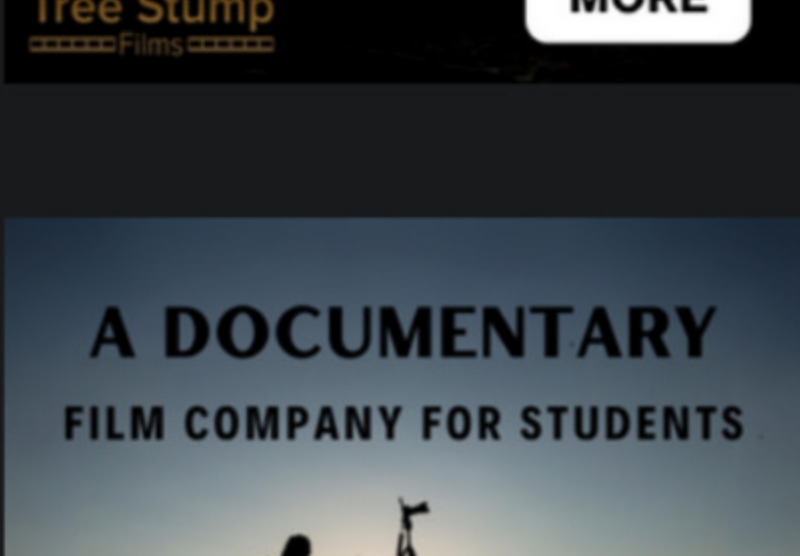 Tree Stump
Films
MORE
A DOCUMENTARY
FILM COMPANY FOR STUDENTS